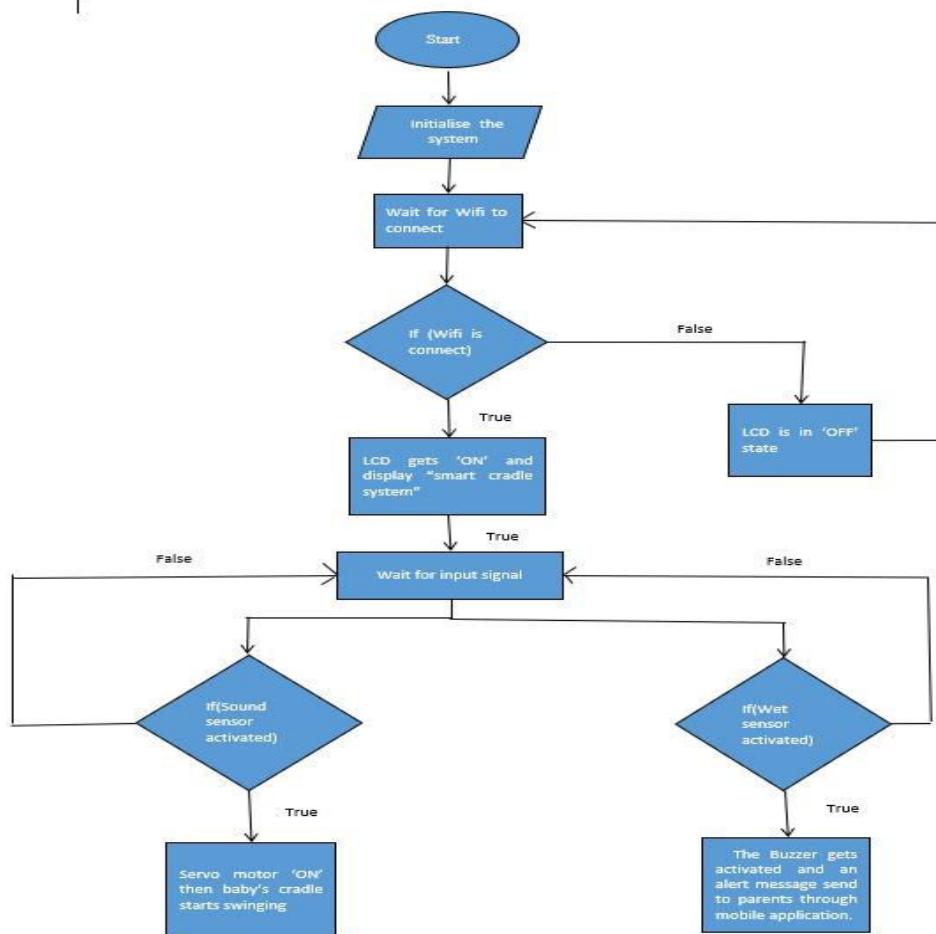 Start
Initialise the
system
Wait for Wifi to
connect
If (Wifi is
connect)
False
True
LCD is in ‘OFF’
state
LCD gets ‘ON’ and
display “smart cradle
system”
True
False
Wait for input signal
False
If(Sound
sensor
activated)
If(Wet
sensor
activated)
True
True
Servo motor ‘ON’
then baby’s cradle
starts swinging
The Buzzer gets
activated and an
alert message send
to parents through
mobile application.